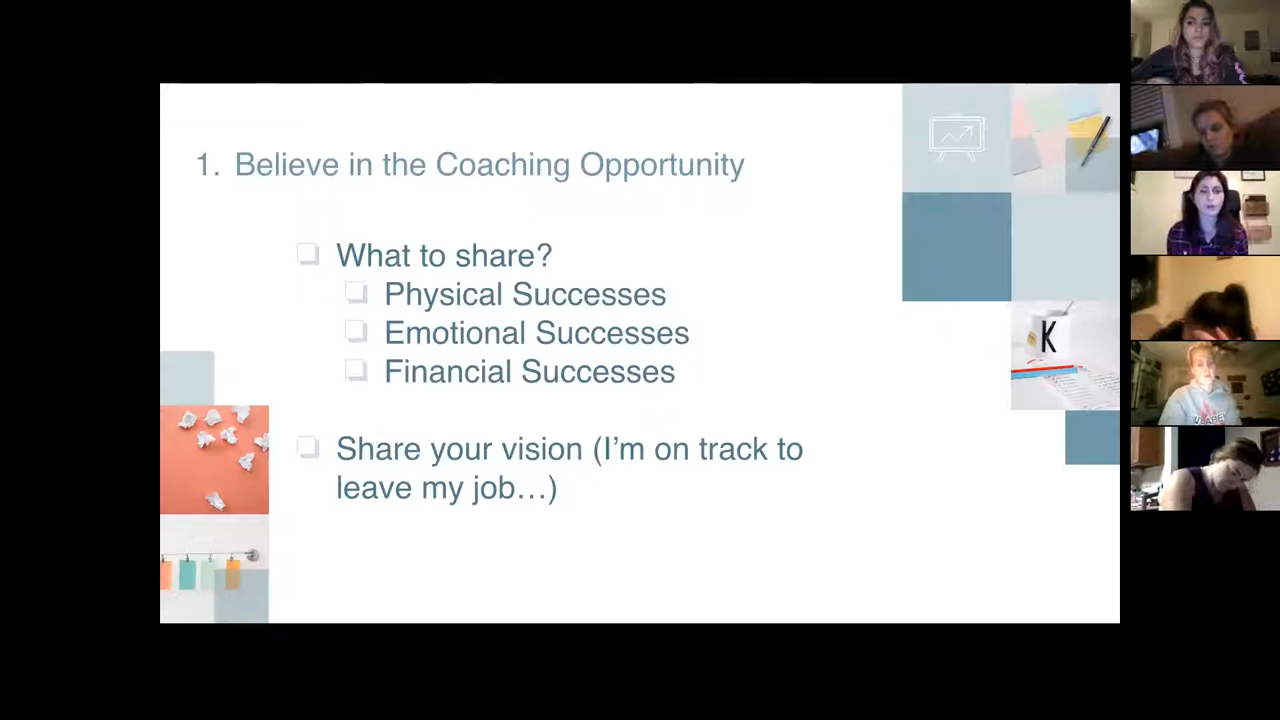 1. Believe in the Coaching Opportunity
What to share?
Physical Successes
Emotional Successes
Financial Successes
Share your vision (I’m on track to
leave my job…)
K